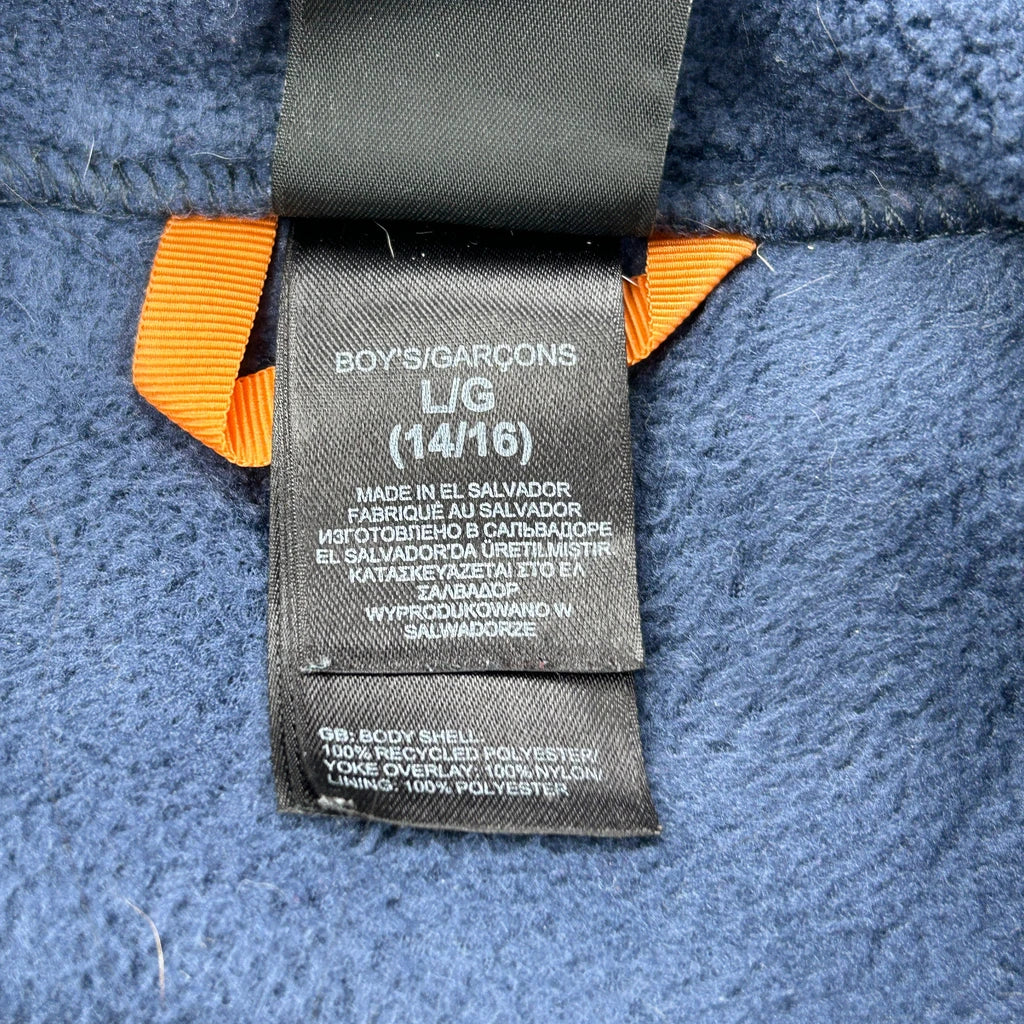 BOY'S/GARÇONS
L/G
(14/16)
MADE IN EL SALVADOR
FABRIQUÉ AU SALVADOR
ИЗГОТОВЛЕНО В САЛЬВАДОРЕ
EL SALVADOR'DA ÜRETILMISTIR.
ΚΑΤΑΣΚΕΥΑΖΕΤΑΙ ΣΤΟ ΕΛ
ΣΑΛΒΑΔΟΡ
WYPRODUKOWANO W
SALWADORZE
GB: BODY SHELL:
100% RECYCLED POLYESTER/
YOKE OVERLAY: 100% NYLON/
LINING: 100% POLYESTER